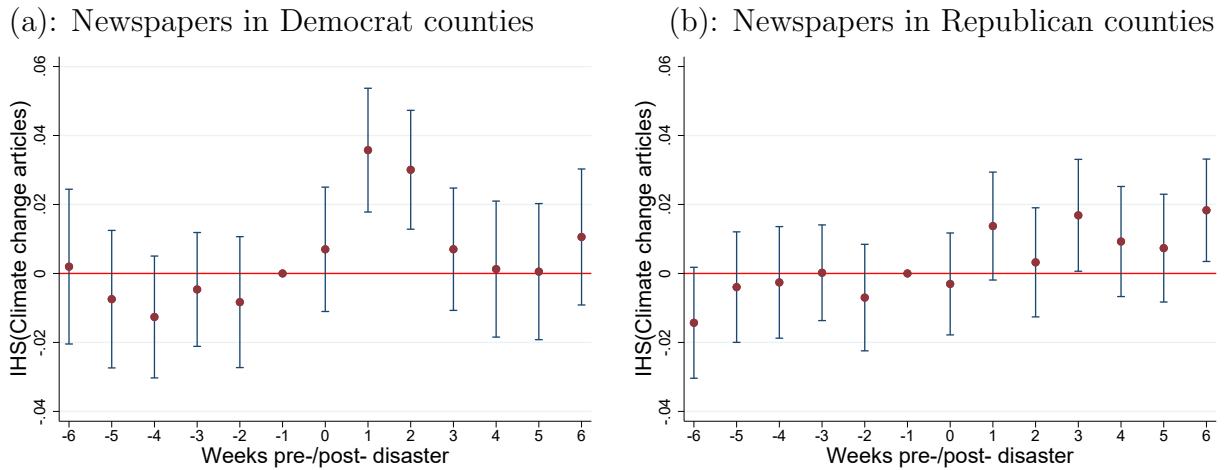 (a): Newspapers in Democrat counties
IHS(Climate change articles)
.06
.04
.02
0
-.02
-.04
-6 -5 -4 -3 -2 -1 0 1 2 3 4 5 6
Weeks pre-/post- disaster
(b): Newspapers in Republican counties
IHS(Climate change articles)
.06
.04
.02
0
-.02
-.04
-6 -5 -4 -3 -2 -1 0 1 2 3 4 5 6
Weeks pre-/post- disaster